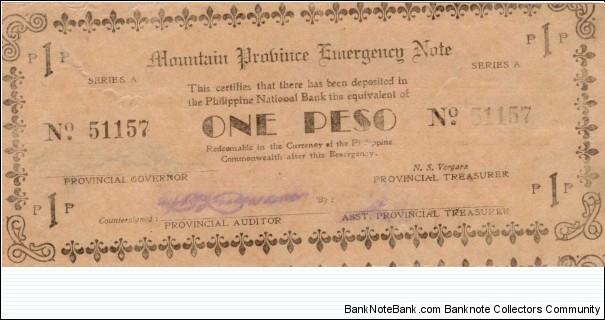 P 1 P Mountain Province Emergency Note P 1 P
SERIES A SERIES A
This certifies that there has been deposited in
the Philippine National Bank the equivalent of
Nº 51157 ONE PESO Nº 51157
Redeemable in the Currency of the Philippine
Commonwealth after this Emergency.
N. S. Vergara
PROVINCIAL GOVERNOR PROVINCIAL TREASURER
P 1 P By: P 1 P
Countersigned: PROVINCIAL AUDITOR ASST. PROVINCIAL TREASURER
BankNoteBank.com Banknote Collectors Community